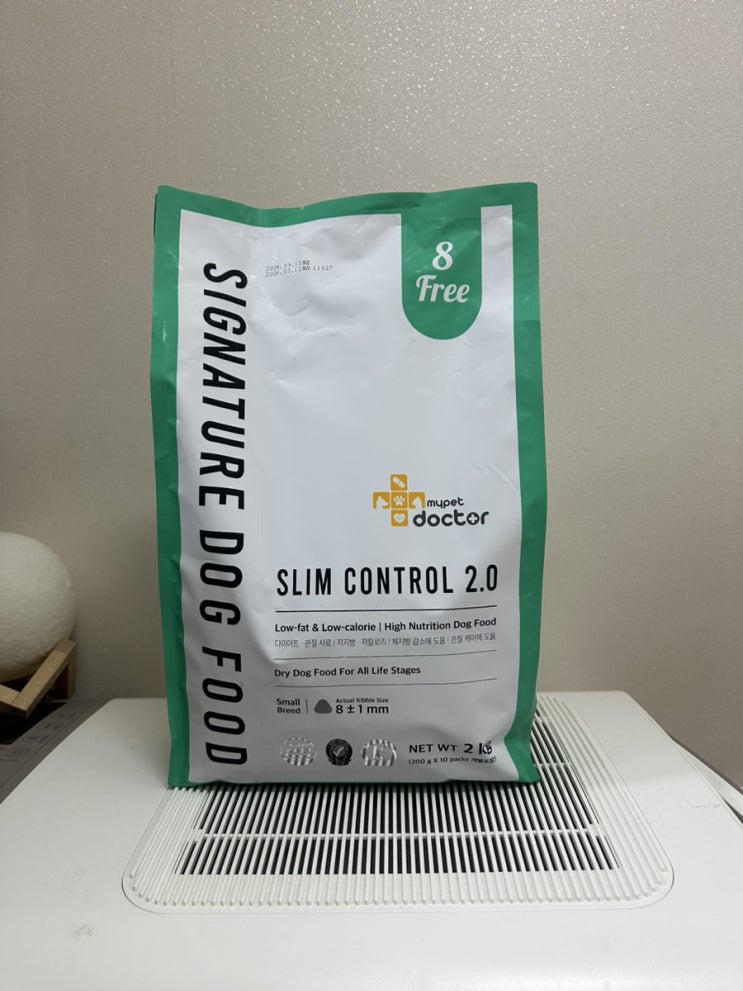 8
Free
SIGNATURE DOG FOOD
mypet
doctor
SLIM CONTROL 2.0
Low-fat & Low-calorie | High Nutrition Dog Food
다이어트 · 관절 사료 | 저지방 · 저칼로리 | 체지방 감소에 도움 | 관절 케어에 도움
Dry Dog Food For All Life Stages
Small
Breed
Actual Kibble Size
8 ± 1 mm
NET WT 2 kg
(200 g X 10 packs 개별포장)